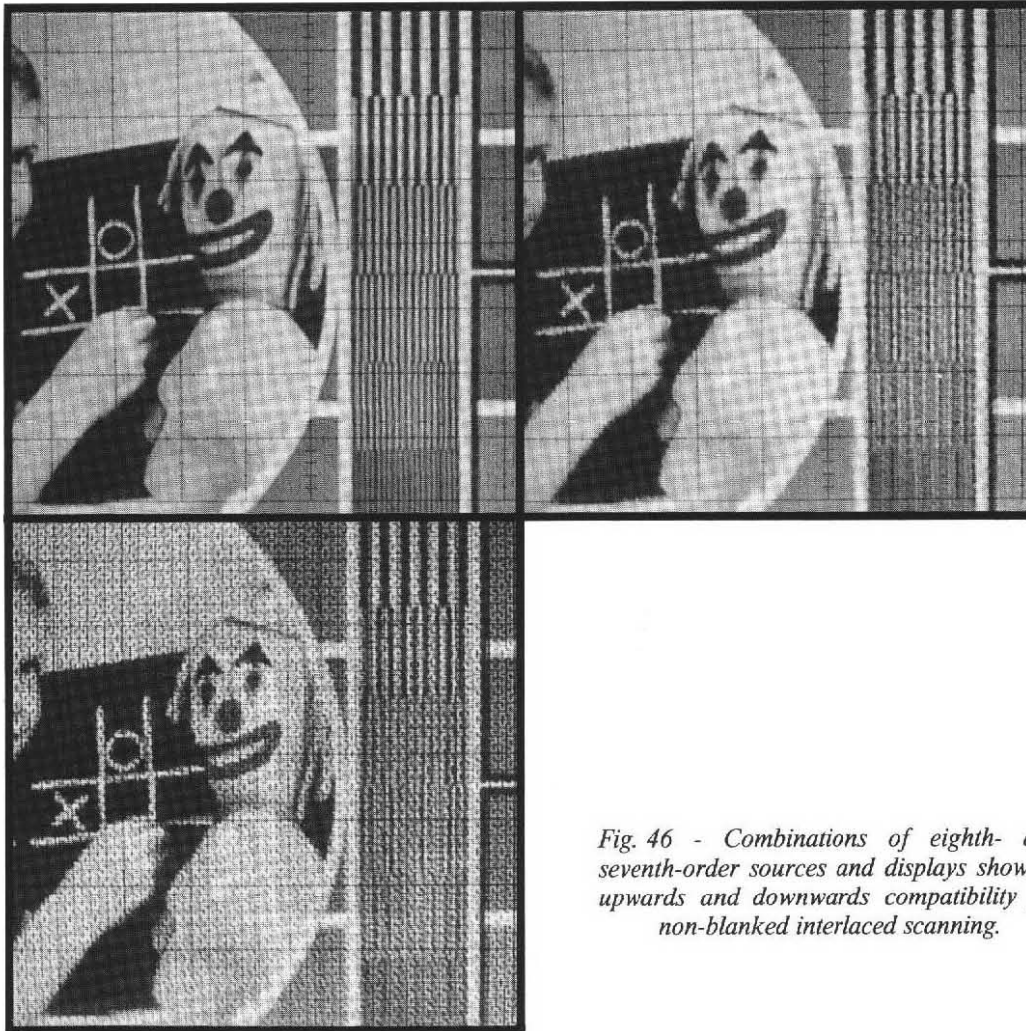 Fig. 46 - Combinations of eighth-
seventh-order sources and displays show
upwards and downwards compatibility
non-blanked interlaced scanning.